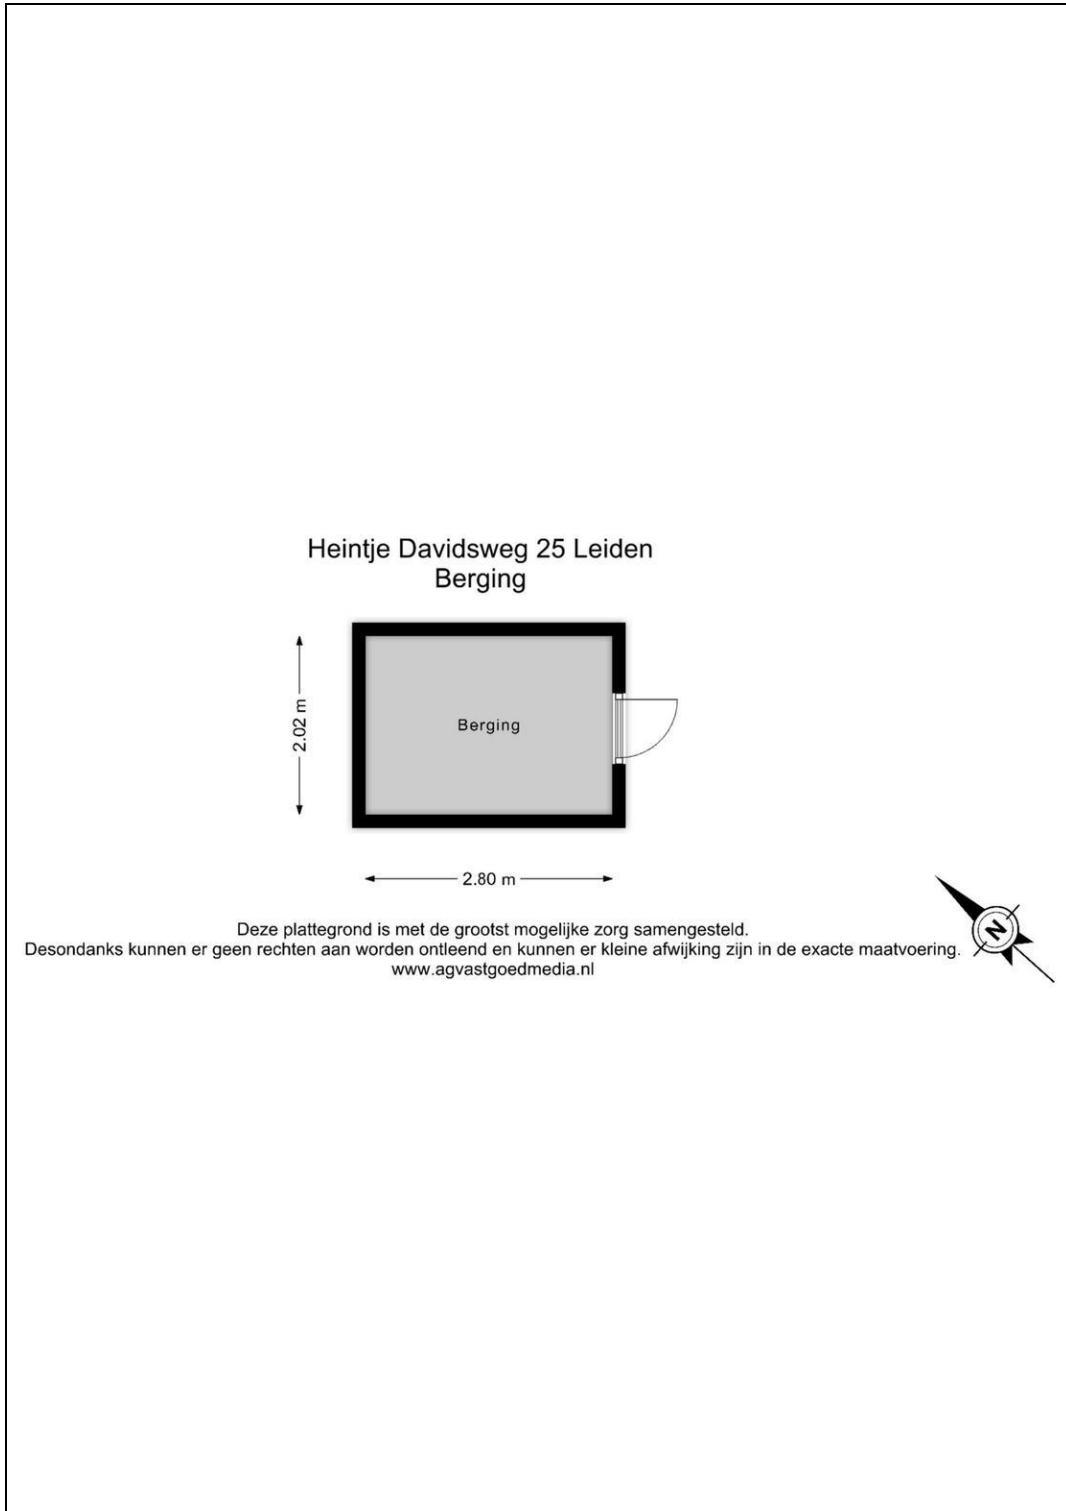 Heintje Davidsweg 25 Leiden
Berging
2.02 m
Berging
2.80 m
Deze plattegrond is met de grootst mogelijke zorg samengesteld.
Desondanks kunnen er geen rechten aan worden ontleend en kunnen er kleine afwijking zijn in de exacte maatvoering.
www.agvastgoedmedia.nl
N